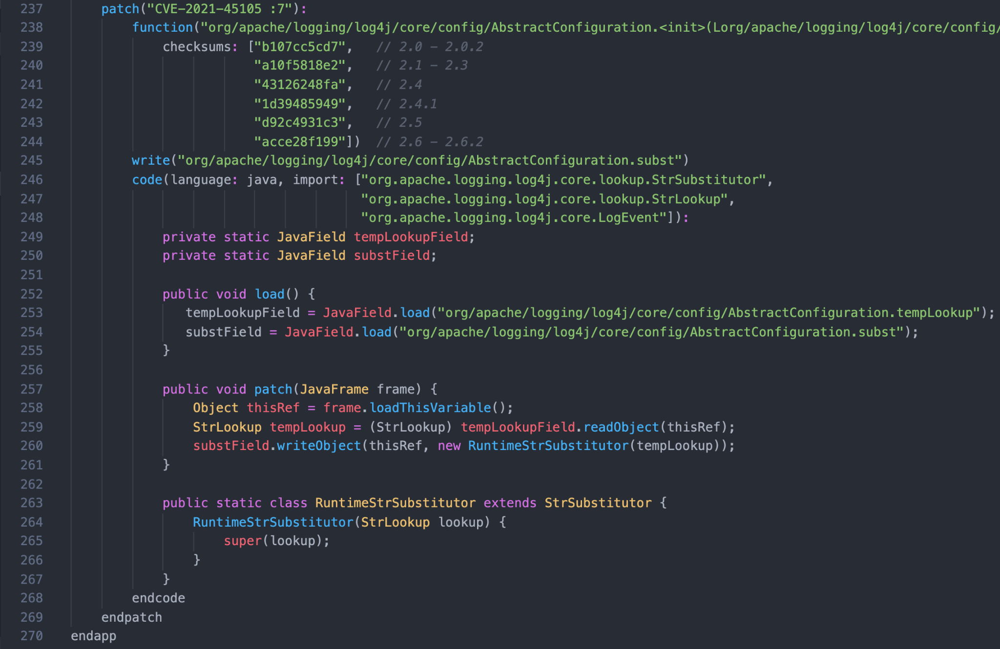 237 patch("CVE-2021-45105 :7"):
238 function("org/apache/logging/log4j/core/config/AbstractConfiguration.<init>(Lorg/apache/logging/log4j/core/config/
239 checksums: ["b107cc5cd7", // 2.0 - 2.0.2
240 "a10f5818e2", // 2.1 - 2.3
241 "43126248fa", // 2.4
242 "1d39485949", // 2.4.1
243 "d92c4931c3", // 2.5
244 "acce28f199"]) // 2.6 - 2.6.2
245 write("org/apache/logging/log4j/core/config/AbstractConfiguration.subst")
246 code(language: java, import: ["org.apache.logging.log4j.core.lookup.StrSubstitutor",
247 "org.apache.logging.log4j.core.lookup.StrLookup",
248 "org.apache.logging.log4j.core.LogEvent"]):
249 private static JavaField tempLookupField;
250 private static JavaField substField;
251
252 public void load() {
253 tempLookupField = JavaField.load("org/apache/logging/log4j/core/config/AbstractConfiguration.tempLookup");
254 substField = JavaField.load("org/apache/logging/log4j/core/config/AbstractConfiguration.subst");
255 }
256
257 public void patch(JavaFrame frame) {
258 Object thisRef = frame.loadThisVariable();
259 StrLookup tempLookup = (StrLookup) tempLookupField.readObject(thisRef);
260 substField.writeObject(thisRef, new RuntimeStrSubstitutor(tempLookup));
261 }
262
263 public static class RuntimeStrSubstitutor extends StrSubstitutor {
264 RuntimeStrSubstitutor(StrLookup lookup) {
265 super(lookup);
266 }
267 }
268 endcode
269 endpatch
270 endapp